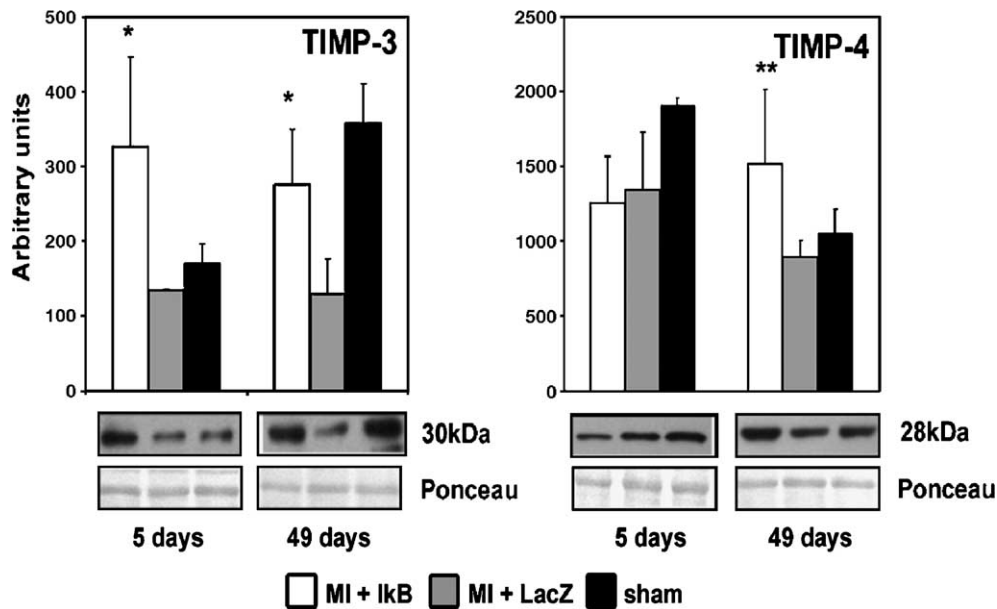 TIMP-3
Arbitrary units
500
400
300
200
100
0
*
*
30kDa
Ponceau
5 days
49 days
TIMP-4
2500
2000
1500
1000
500
0
**
28kDa
Ponceau
5 days
49 days
MI + IkB MI + LacZ sham